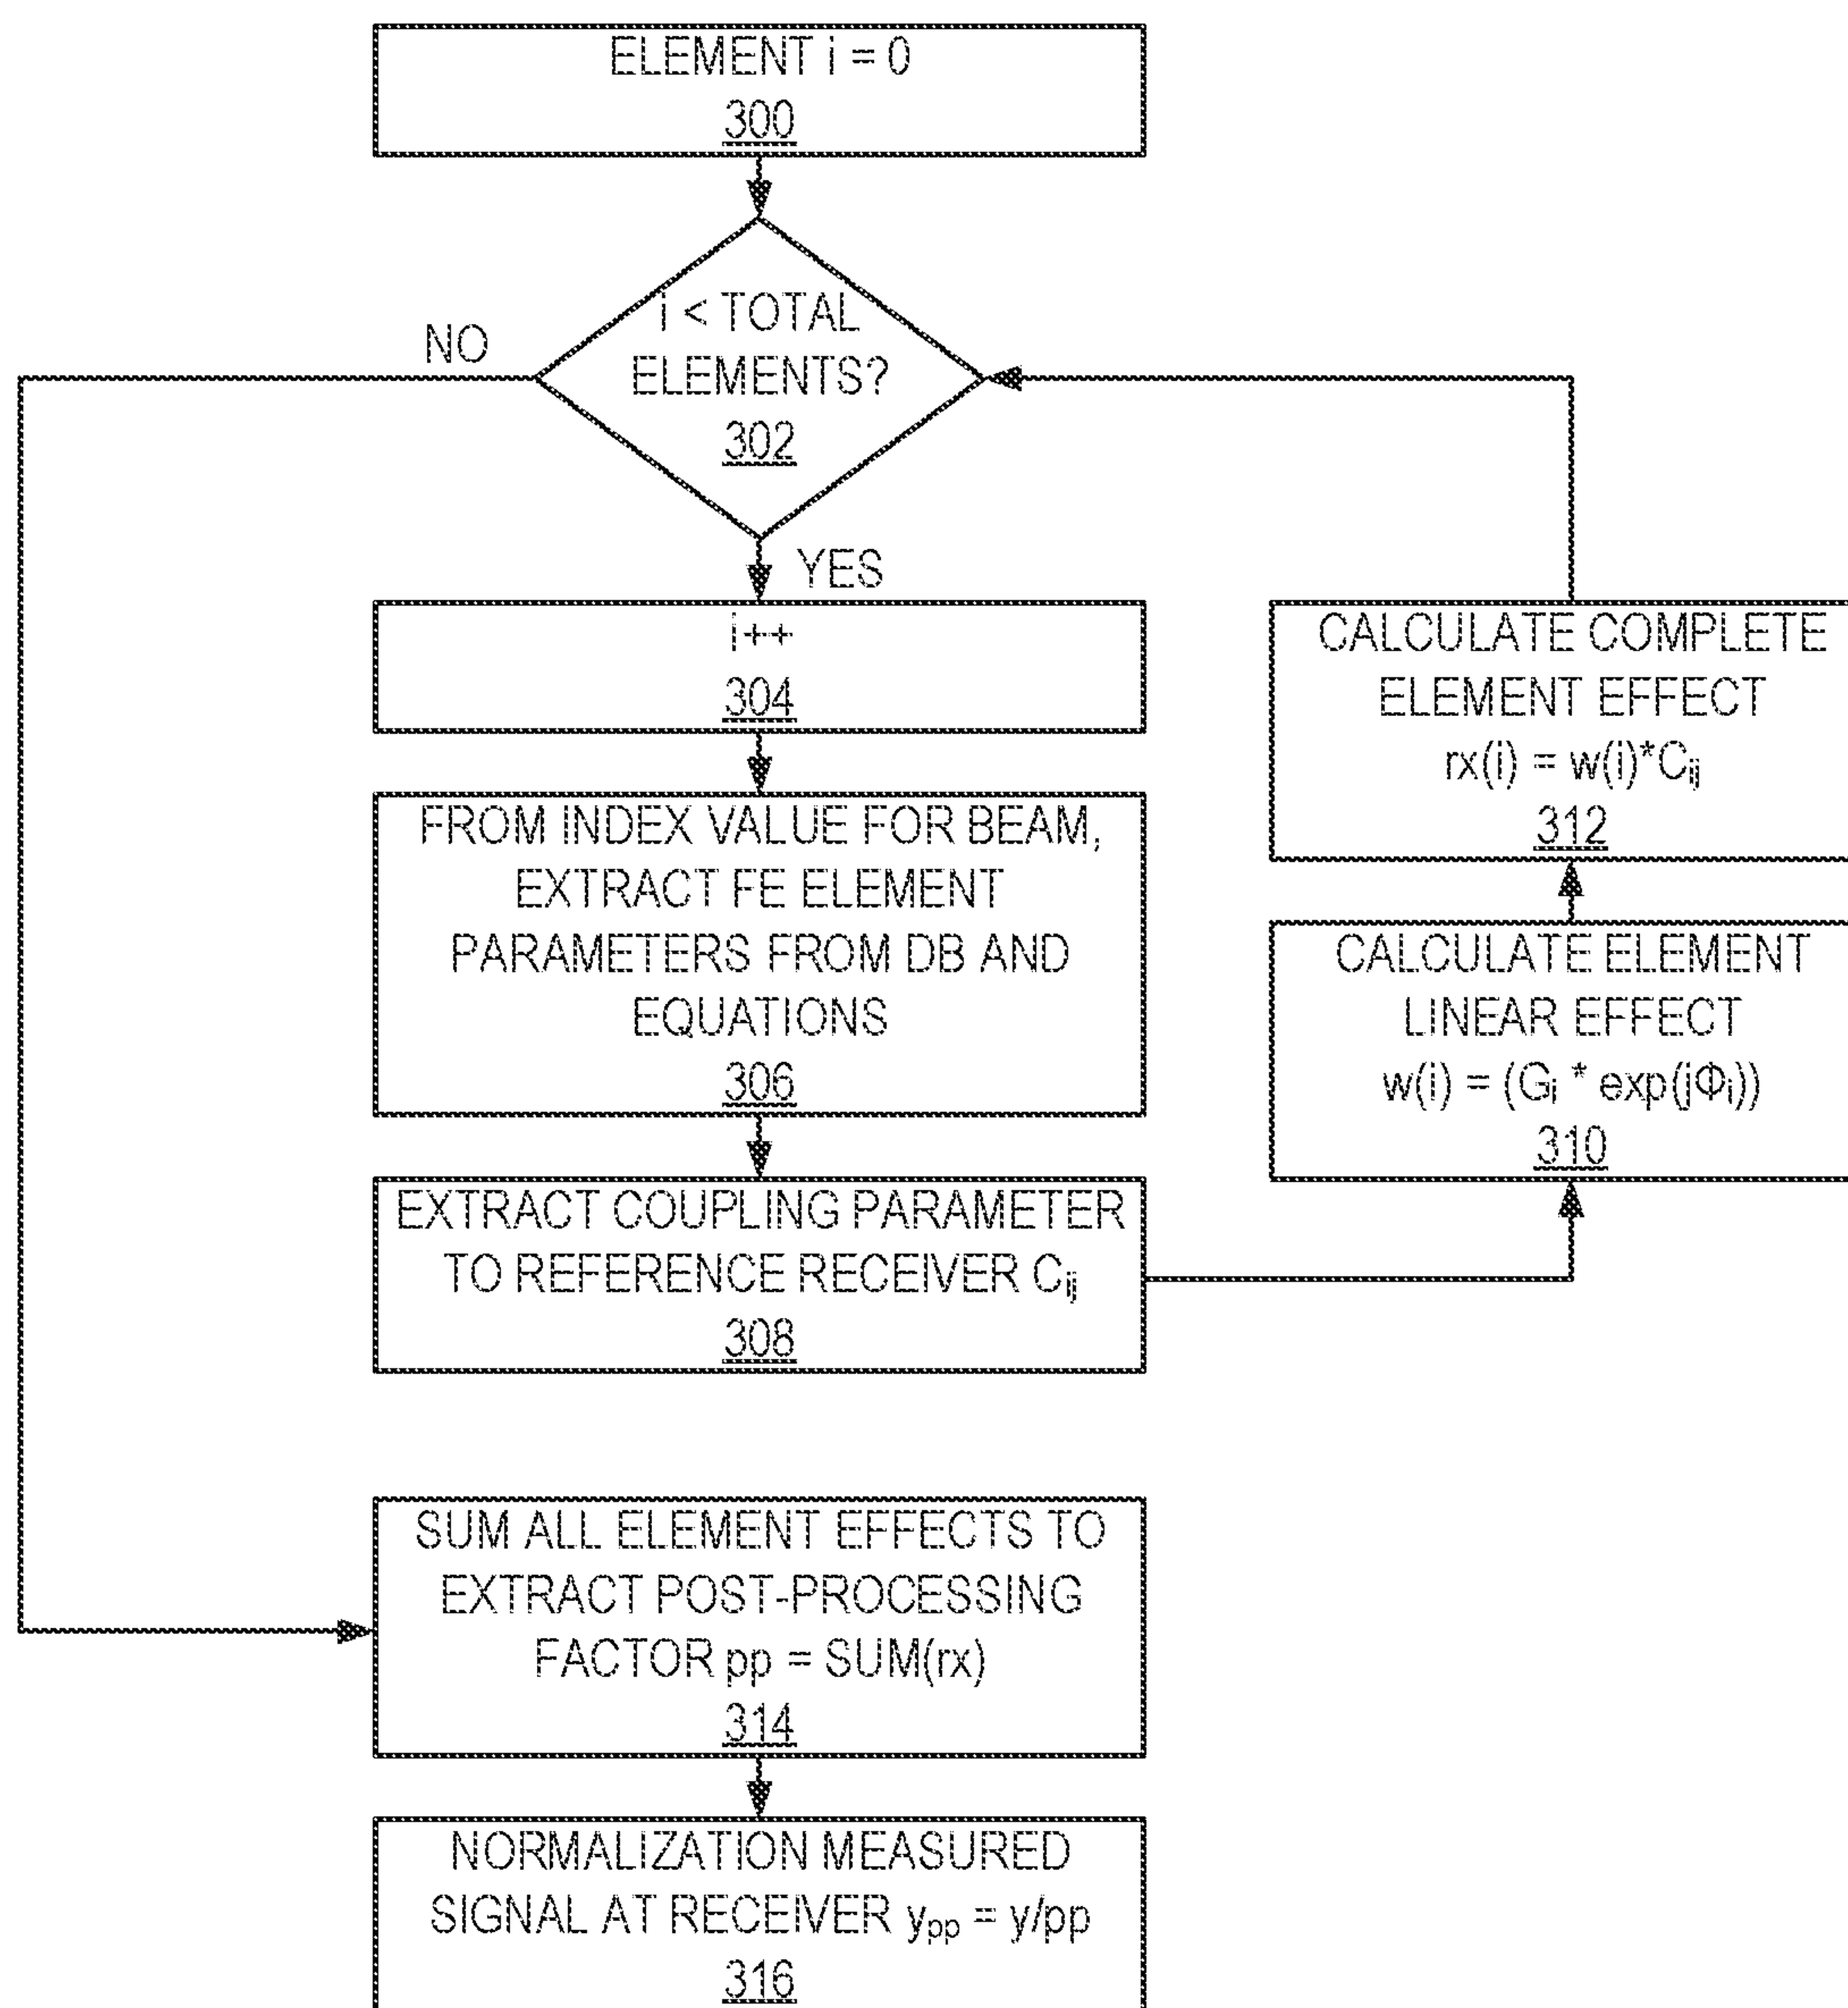 ELEMENT i = 0
300
i < TOTAL
ELEMENTS?
302
NO
YES
i++
304
FROM INDEX VALUE FOR BEAM,
EXTRACT FE ELEMENT
PARAMETERS FROM DB AND
EQUATIONS
306
EXTRACT COUPLING PARAMETER
TO REFERENCE RECEIVER Cij
308
CALCULATE ELEMENT
LINEAR EFFECT
w(i) = (Gi * exp(jΦi))
310
CALCULATE COMPLETE
ELEMENT EFFECT
rx(i) = w(i)*Cij
312
SUM ALL ELEMENT EFFECTS TO
EXTRACT POST-PROCESSING
FACTOR pp = SUM(rx)
314
NORMALIZATION MEASURED
SIGNAL AT RECEIVER ypp = y/pp
316